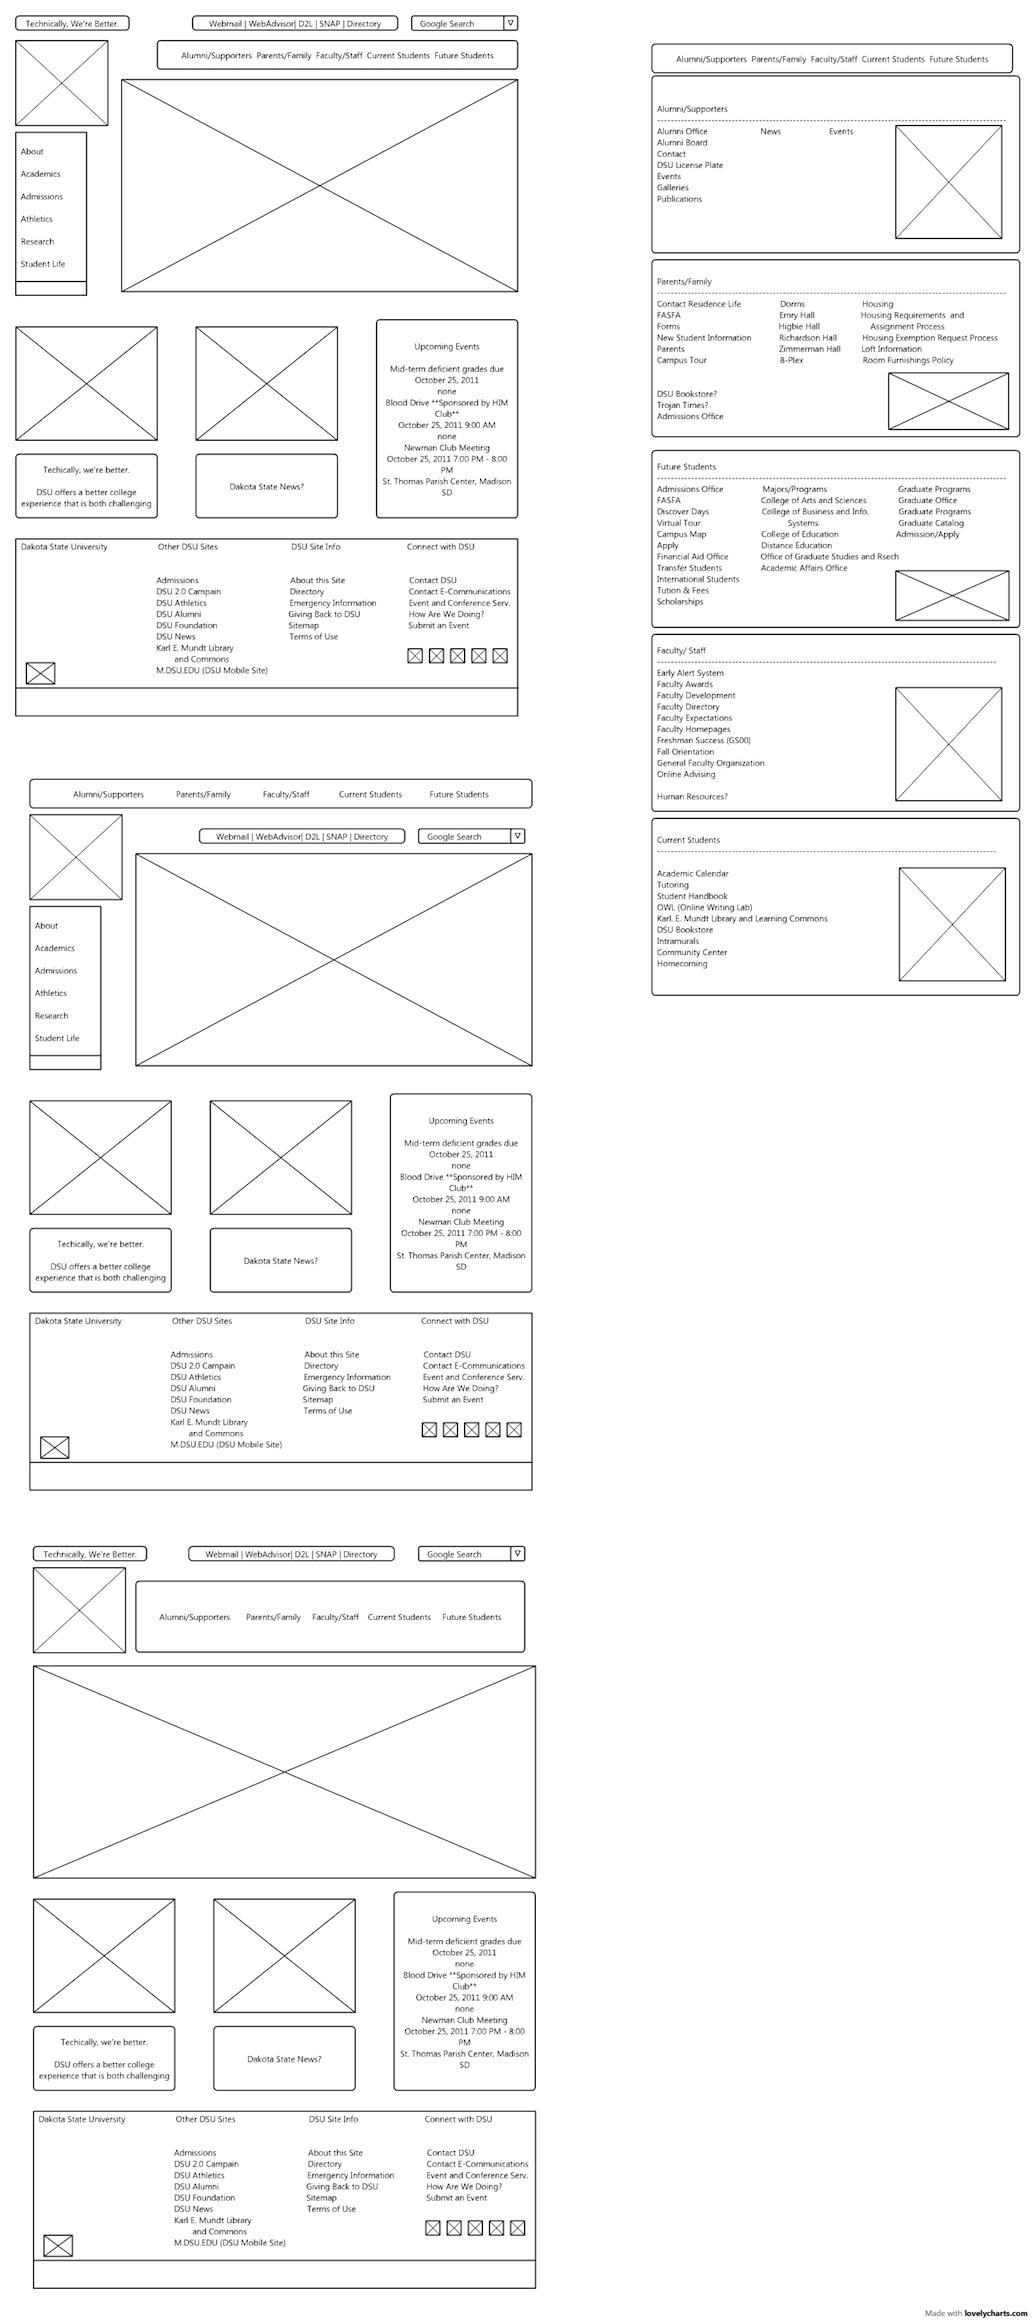 Technically, We're Better.
Webmail | WebAdvisor| D2L | SNAP | Directory
Google Search
Alumni/Supporters Parents/Family Faculty/Staff Current Students Future Students
About
Academics
Admissions
Athletics
Research
Student Life
Upcoming Events
Mid-term deficient grades due
October 25, 2011
none
Blood Drive **Sponsored by HIM
Club**
October 25, 2011 9:00 AM
none
Newman Club Meeting
October 25, 2011 7:00 PM - 8:00
PM
St. Thomas Parish Center, Madison
SD
Techically, we're better.
DSU offers a better college
experience that is both challenging
Dakota State News?
Dakota State University
Other DSU Sites
Admissions
DSU 2.0 Campain
DSU Athletics
DSU Alumni
DSU Foundation
DSU News
Karl E. Mundt Library
and Commons
M.DSU.EDU (DSU Mobile Site)
DSU Site Info
About this Site
Directory
Emergency Information
Giving Back to DSU
Sitemap
Terms of Use
Connect with DSU
Contact DSU
Contact E-Communications
Event and Conference Serv.
How Are We Doing?
Submit an Event
Alumni/Supporters Parents/Family Faculty/Staff Current Students Future Students
Webmail | WebAdvisor| D2L | SNAP | Directory
Google Search
About
Academics
Admissions
Athletics
Research
Student Life
Upcoming Events
Mid-term deficient grades due
October 25, 2011
none
Blood Drive **Sponsored by HIM
Club**
October 25, 2011 9:00 AM
none
Newman Club Meeting
October 25, 2011 7:00 PM - 8:00
PM
St. Thomas Parish Center, Madison
SD
Techically, we're better.
DSU offers a better college
experience that is both challenging
Dakota State News?
Dakota State University
Other DSU Sites
Admissions
DSU 2.0 Campain
DSU Athletics
DSU Alumni
DSU Foundation
DSU News
Karl E. Mundt Library
and Commons
M.DSU.EDU (DSU Mobile Site)
DSU Site Info
About this Site
Directory
Emergency Information
Giving Back to DSU
Sitemap
Terms of Use
Connect with DSU
Contact DSU
Contact E-Communications
Event and Conference Serv.
How Are We Doing?
Submit an Event
Technically, We're Better.
Webmail | WebAdvisor| D2L | SNAP | Directory
Google Search
Alumni/Supporters Parents/Family Faculty/Staff Current Students Future Students
Upcoming Events
Mid-term deficient grades due
October 25, 2011
none
Blood Drive **Sponsored by HIM
Club**
October 25, 2011 9:00 AM
none
Newman Club Meeting
October 25, 2011 7:00 PM - 8:00
PM
St. Thomas Parish Center, Madison
SD
Techically, we're better.
DSU offers a better college
experience that is both challenging
Dakota State News?
Dakota State University
Other DSU Sites
Admissions
DSU 2.0 Campain
DSU Athletics
DSU Alumni
DSU Foundation
DSU News
Karl E. Mundt Library
and Commons
M.DSU.EDU (DSU Mobile Site)
DSU Site Info
About this Site
Directory
Emergency Information
Giving Back to DSU
Sitemap
Terms of Use
Connect with DSU
Contact DSU
Contact E-Communications
Event and Conference Serv.
How Are We Doing?
Submit an Event
Alumni/Supporters Parents/Family Faculty/Staff Current Students Future Students
Alumni/Supporters
Alumni Office
Alumni Board
Contact
DSU License Plate
Events
Galleries
Publications
News
Events
Parents/Family
Contact Residence Life
FASFA
Forms
New Student Information
Parents
Campus Tour
DSU Bookstore?
Trojan Times?
Admissions Office
Dorms
Emry Hall
Higbie Hall
Richardson Hall
Zimmerman Hall
8-Plex
Housing
Housing Requirements and
Assignment Process
Housing Exemption Request Process
Loft Information
Room Furnishings Policy
Future Students
Admissions Office
FASFA
Discover Days
Virtual Tour
Campus Map
Apply
Financial Aid Office
Transfer Students
International Students
Tution & Fees
Scholarships
Majors/Programs
College of Arts and Sciences
College of Business and Info.
Systems
College of Education
Distance Education
Office of Graduate Studies and Rsech
Academic Affairs Office
Graduate Programs
Graduate Office
Graduate Programs
Graduate Catalog
Admission/Apply
Faculty/ Staff
Early Alert System
Faculty Awards
Faculty Development
Faculty Directory
Faculty Expectations
Faculty Homepages
Freshman Success (GS00)
Fall Orientation
General Faculty Organization
Online Advising
Human Resources?
Current Students
Academic Calendar
Tutoring
Student Handbook
OWL (Online Writing Lab)
Karl. E. Mundt Library and Learning Commons
DSU Bookstore
Intramurals
Community Center
Homecoming
Made with lovelycharts.com